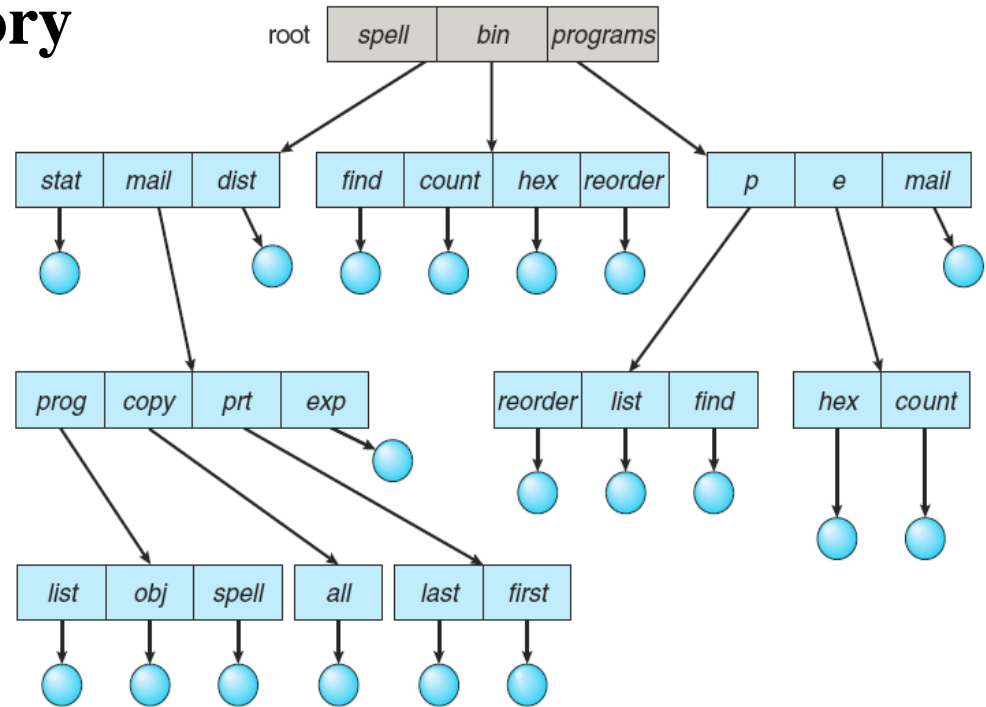 ory
root spell bin programs
stat mail dist find count hex reorder p e mail
prog copy prt exp reorder list find hex count
list obj spell all last first